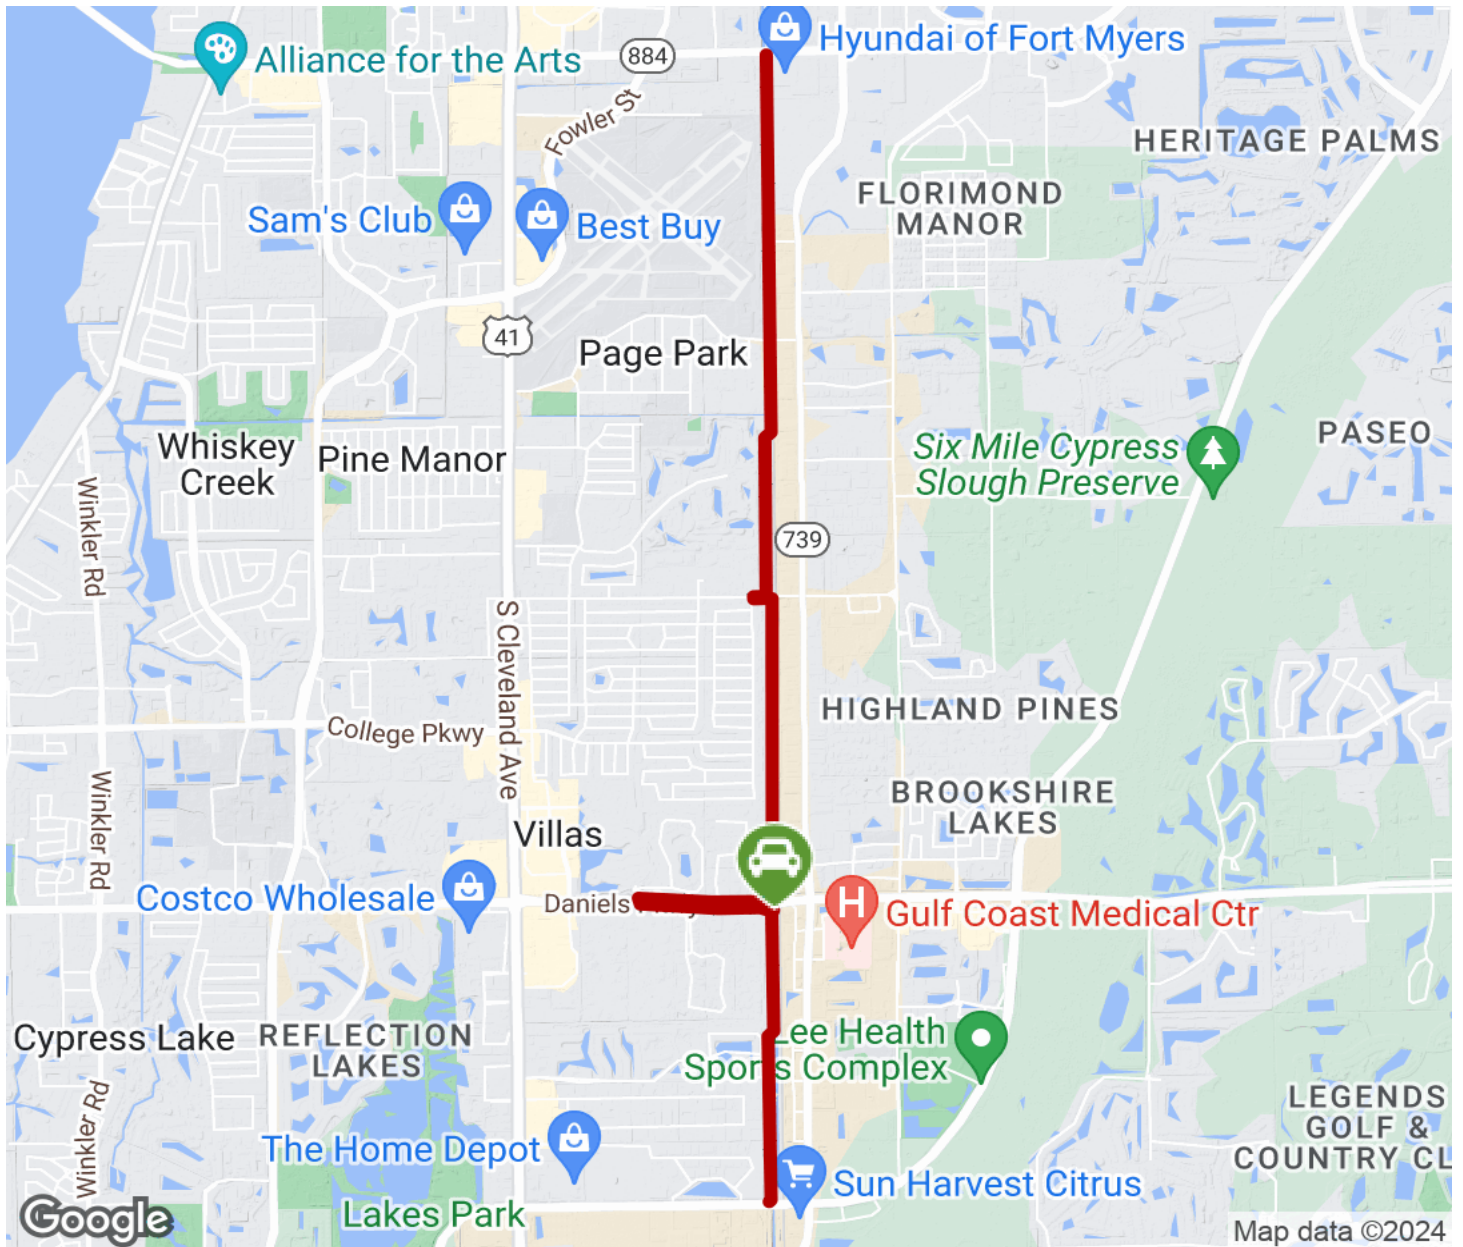 Hyundai of Fort Myers
Alliance for the Arts
884
Fowler St
HERITAGE PALMS
FLORIMOND
MANOR
Sam's Club
Best Buy
41
Page Park
Whiskey
Creek
Pine Manor
Six Mile Cypress
Slough Preserve
PASEO
Winkler Rd
739
S Cleveland Ave
HIGHLAND PINES
College Pkwy
Winkler Rd
BROOKSHIRE
LAKES
Villas
Costco Wholesale
Daniels
H
Gulf Coast Medical Ctr
Cypress Lake
REFLECTION
LAKES
Lee Health
Sports Complex
Winkler Rd
LEGENDS
GOLF &
COUNTRY CL
The Home Depot
Sun Harvest Citrus
Lakes Park
Google
Map data ©2024